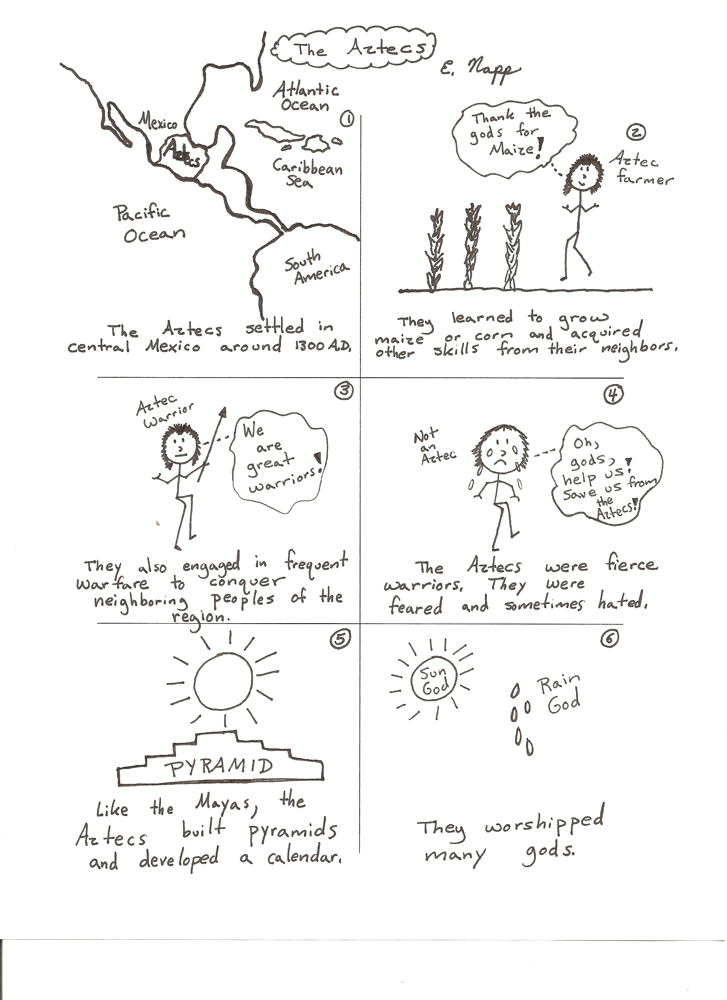 The Aztecs
E. Napp
Atlantic
Ocean
①
Mexico
Aztecs
Caribbean
Sea
Pacific
Ocean
South
America
The Aztecs settled in
central Mexico around 1300 A.D.
②
Thank the
gods for
Maize!
Aztec
farmer
They learned to grow
maize or corn and acquired
other skills from their neighbors.
③
Aztec
Warrior
We
are
great
warriors!
They also engaged in frequent
warfare to conquer
neighboring peoples of the
region.
④
Not
an
Aztec
Oh,
gods,
help us!
Save us from
the
Aztecs!
The Aztecs were fierce
warriors. They were
feared and sometimes hated.
⑤
PYRAMID
Like the Mayas, the
Aztecs built pyramids
and developed a calendar.
⑥
Sun
God
Rain
God
They worshipped
many gods.